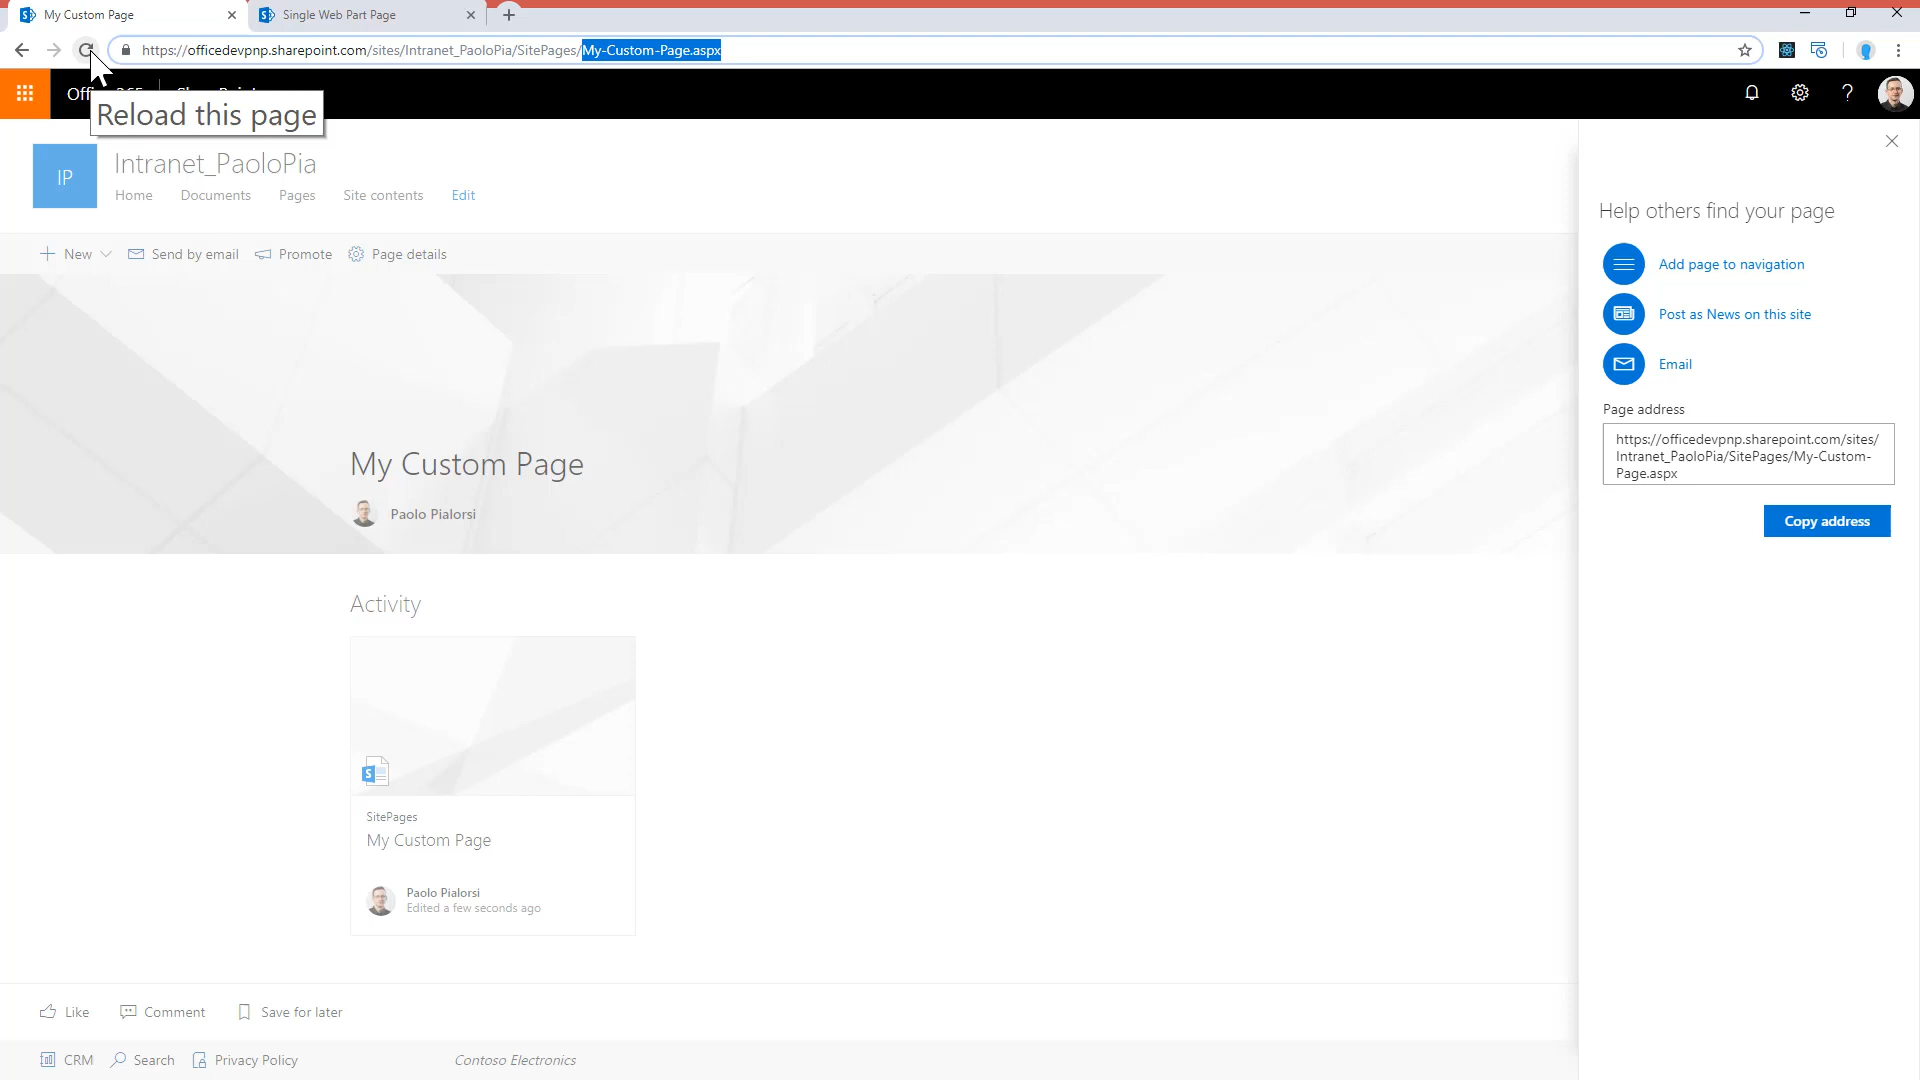 My Custom Page
Single Web Part Page
https://officedevpnp.sharepoint.com/sites/Intranet_PaoloPia/SitePages/My-Custom-Page.aspx
Reload this page
IP
Intranet_PaoloPia
Home Documents Pages Site contents Edit
New Send by email Promote Page details
My Custom Page
Paolo Pialorsi
Activity
S
SitePages
My Custom Page
Paolo Pialorsi
Edited a few seconds ago
Like Comment Save for later
CRM Search Privacy Policy Contoso Electronics
Help others find your page
Add page to navigation
Post as News on this site
Email
Page address
https://officedevpnp.sharepoint.com/sites/
Intranet_PaoloPia/SitePages/My-Custom-
Page.aspx
Copy address